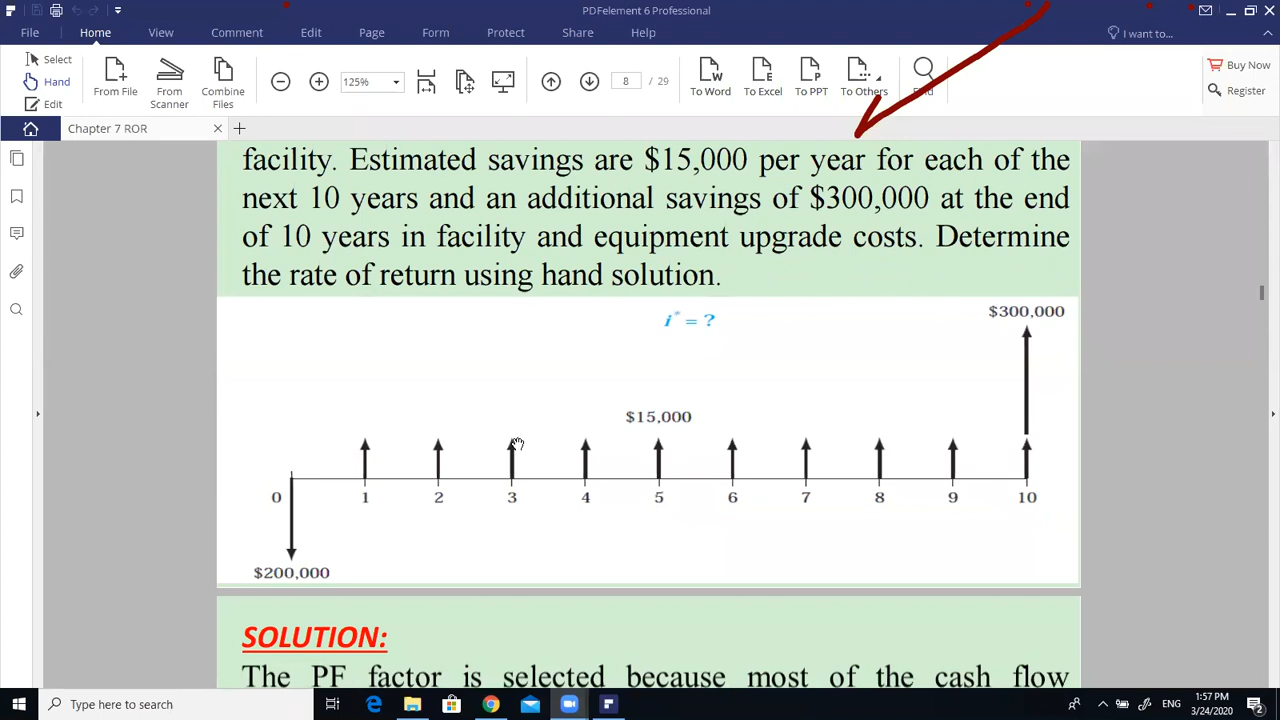 PDFelement 6 Professional
File Home View Comment Edit Form Page Protect Share Help I want to...
Select
Hand
Edit
From File
From Scanner
Combine Files
125%
8 / 29
To Word
To Excel
To PPT
To Others
Buy Now
Register
Chapter 7 ROR
facility. Estimated savings are $15,000 per year for each of the
next 10 years and an additional savings of $300,000 at the end
of 10 years in facility and equipment upgrade costs. Determine
the rate of return using hand solution.
i* = ?
$300,000
$15,000
0 1 2 3 4 5 6 7 8 9 10
$200,000
SOLUTION:
The PF factor is selected because most of the cash flow
Type here to search
ENG
1:57 PM
3/24/2020
2